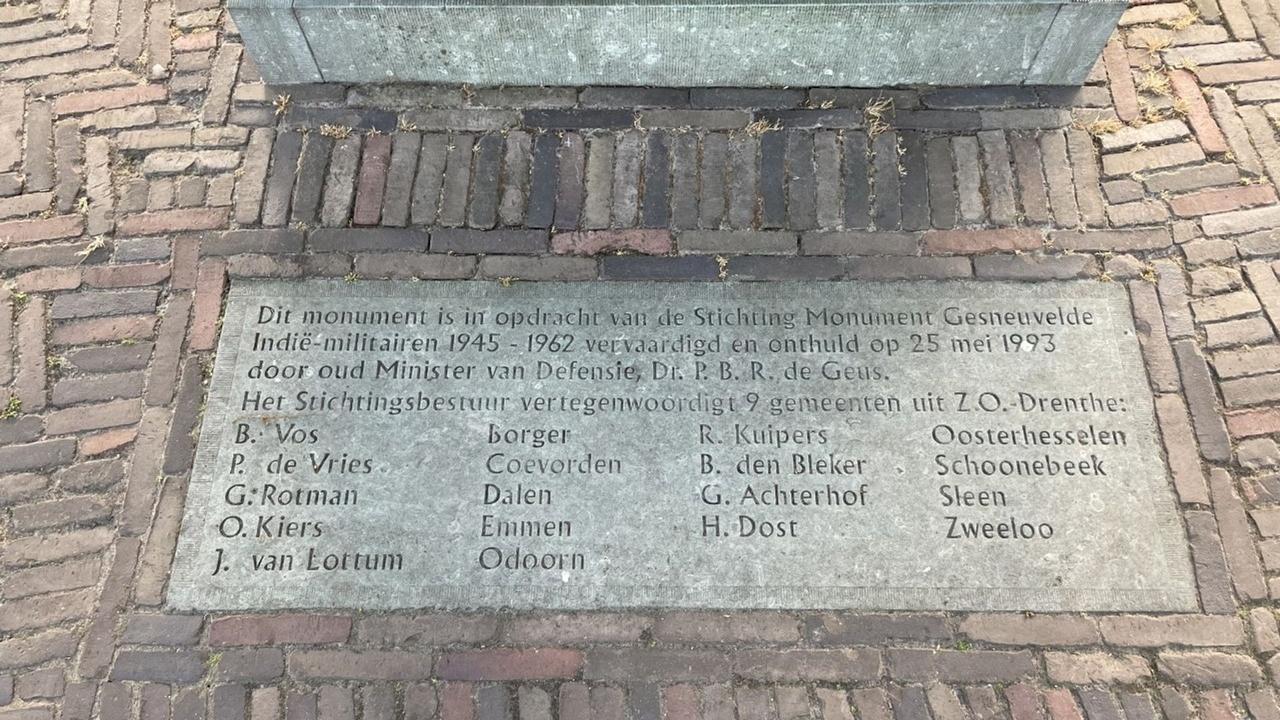 Dit monument is in opdracht van de Stichting Monument Gesneuvelde
Indië-militairen 1945 - 1962 vervaardigd en onthuld op 25 mei 1993
door oud Minister van Defensie, Dr. P. B. R. de Geus.
Het Stichtingsbestuur vertegenwoordigt 9 gemeenten uit Z.O.-Drenthe:
B. Vos Borger R. Kuipers Oosterhesselen
P. de Vries Coevorden B. den Bleker Schoonebeek
G. Rotman Dalen G. Achterhof Sleen
O. Kiers Emmen H. Dost Zweeloo
J. van Lottum Odoorn